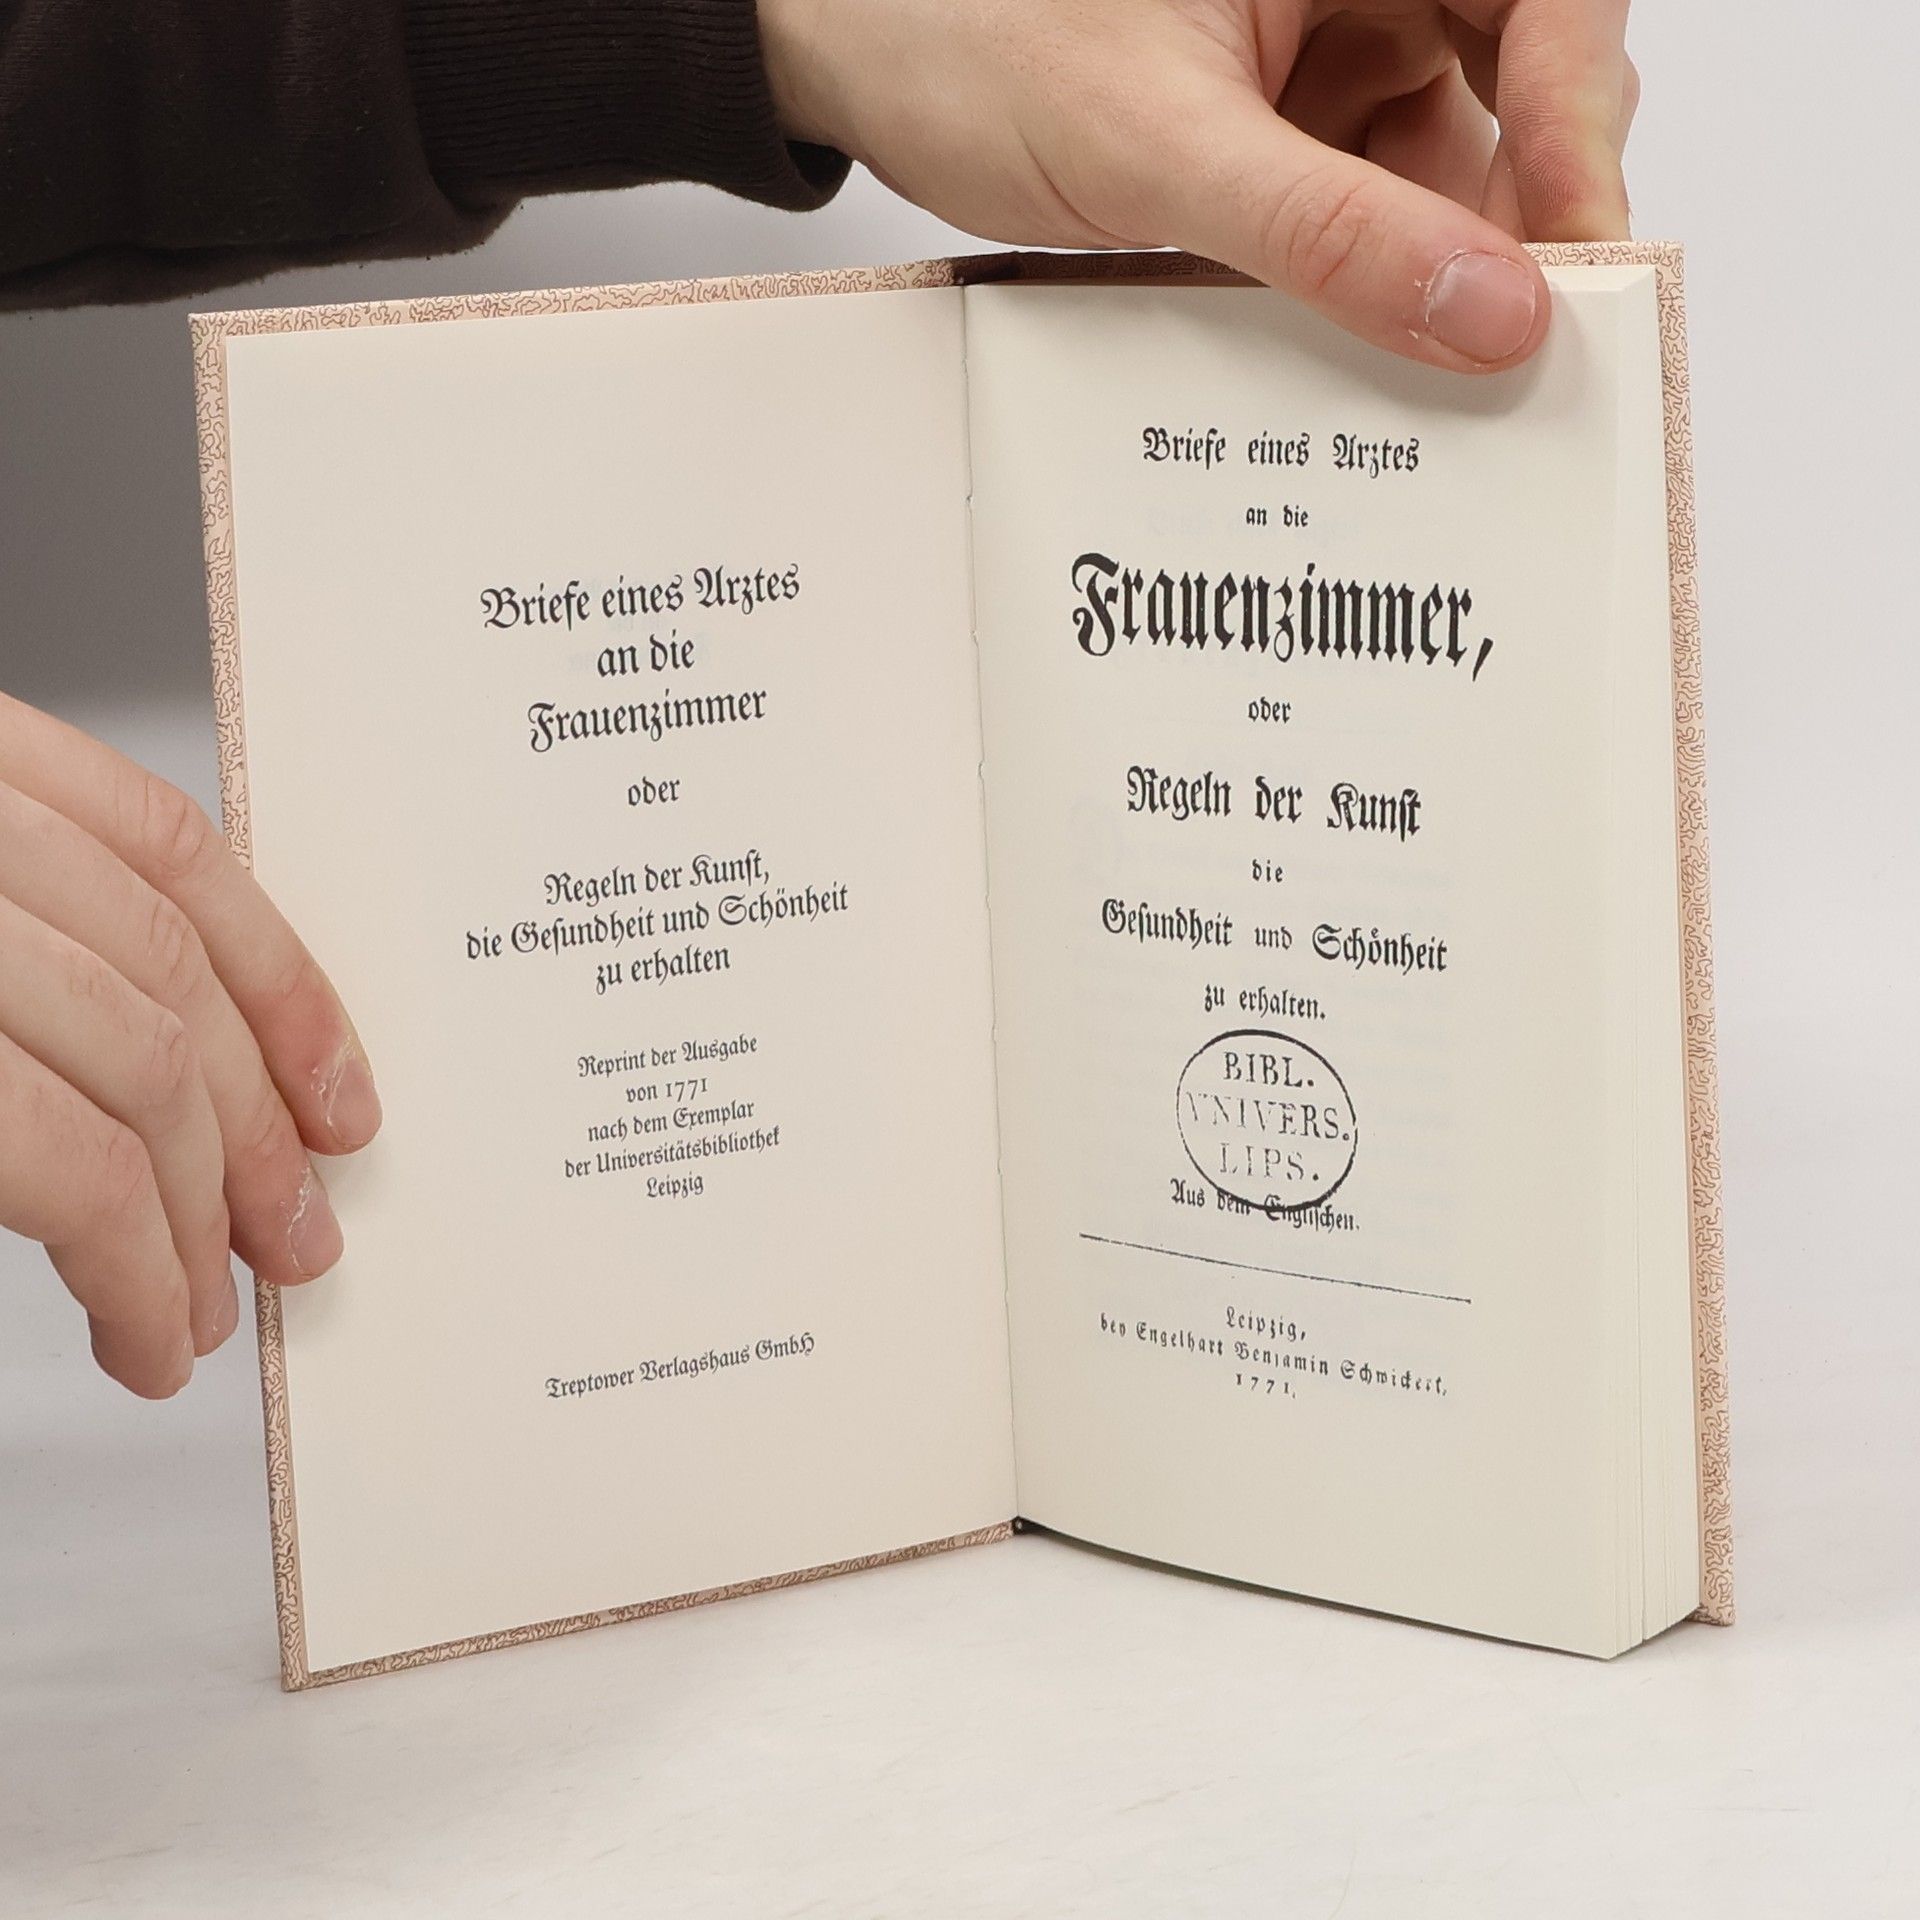 Briefe eines Arztes
an die
Frauenzimmer
oder
Regeln der Kunſt,
die Geſundheit und Schönheit
zu erhalten
Reprint der Ausgabe
von 1771
nach dem Exemplar
der Universitätsbibliothek
Leipzig
Treptower Verlagshaus GmbH
Briefe eines Arztes
an die
Frauenzimmer,
oder
Regeln der Kunſt
die
Geſundheit und Schoͤnheit
zu erhalten.
BIBL.
VNIVERS.
LIPS.
Aus dem Engliſchen.
Leipzig,
bey Engelhart Benjamin Schwickert,
1771.